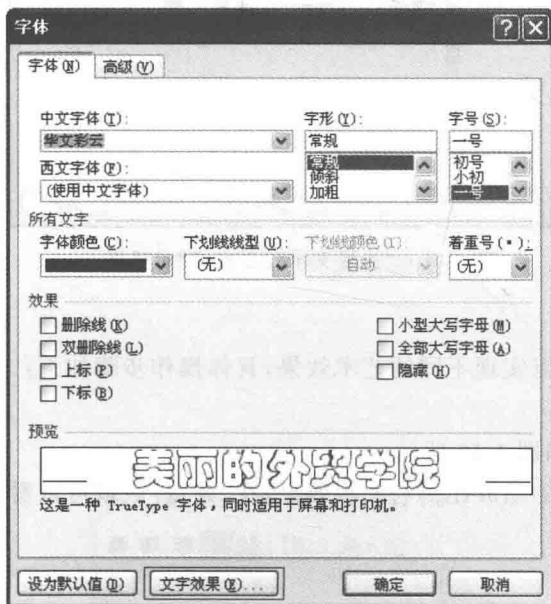 字体
字体(N) 高级(V)
中文字体(T): 字形(Y): 字号(S):
华文彩云 常规 一号
常规 初号
西文字体(F): 倾斜 小初
(使用中文字体) 加粗 一号
所有文字
字体颜色(C): 下划线线型(U): 下划线颜色(I) 着重号(·):
(无) 自动 (无)
效果
删除线(K) 小型大写字母(M)
双删除线(L) 全部大写字母(A)
上标(P) 隐藏(H)
下标(B)
预览
美丽的外贸学院
这是一种 TrueType 字体，同时适用于屏幕和打印机。
设为默认值(D) 文字效果(E)... 确定 取消